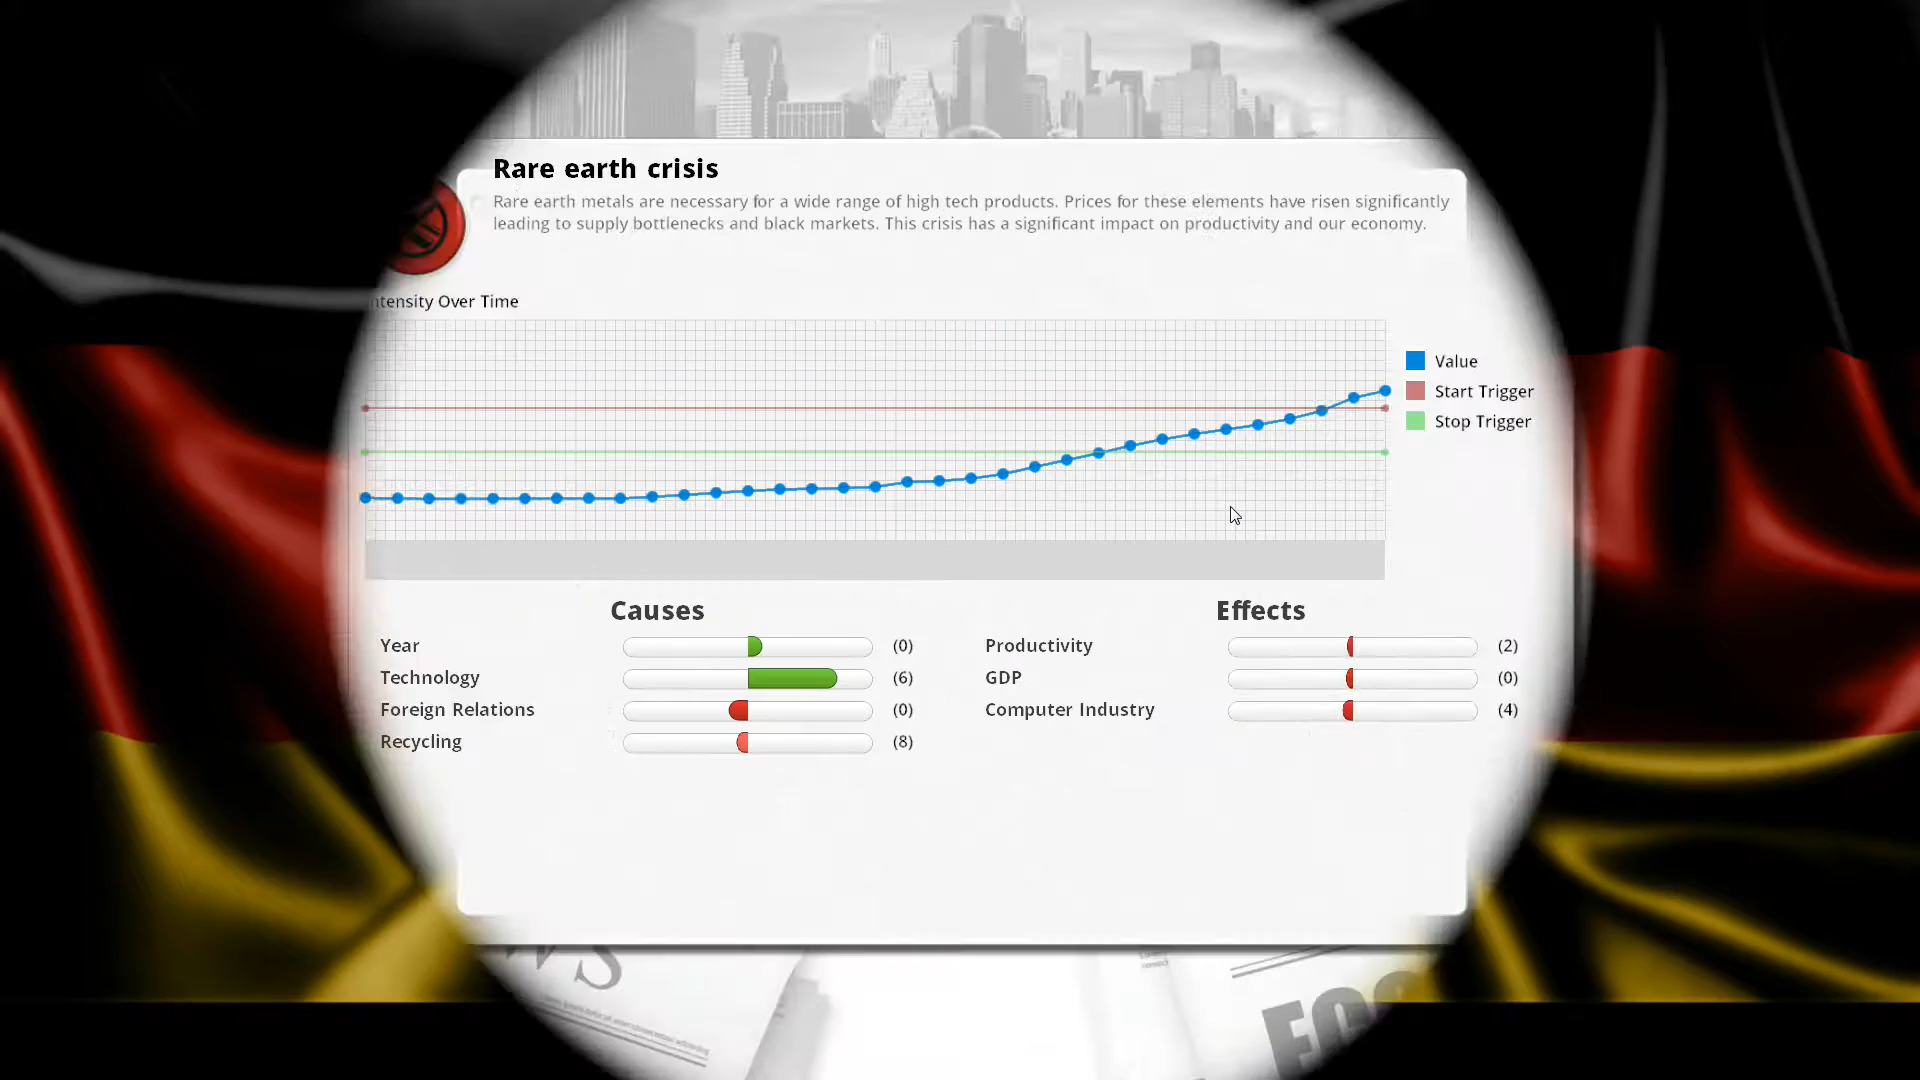 Rare earth crisis
Rare earth metals are necessary for a wide range of high tech products. Prices for these elements have risen significantly
leading to supply bottlenecks and black markets. This crisis has a significant impact on productivity and our economy.
ntensity Over Time
Value
Start Trigger
Stop Trigger
Causes
Year (0)
Technology (6)
Foreign Relations (0)
Recycling (8)
Effects
Productivity (2)
GDP (0)
Computer Industry (4)
WS